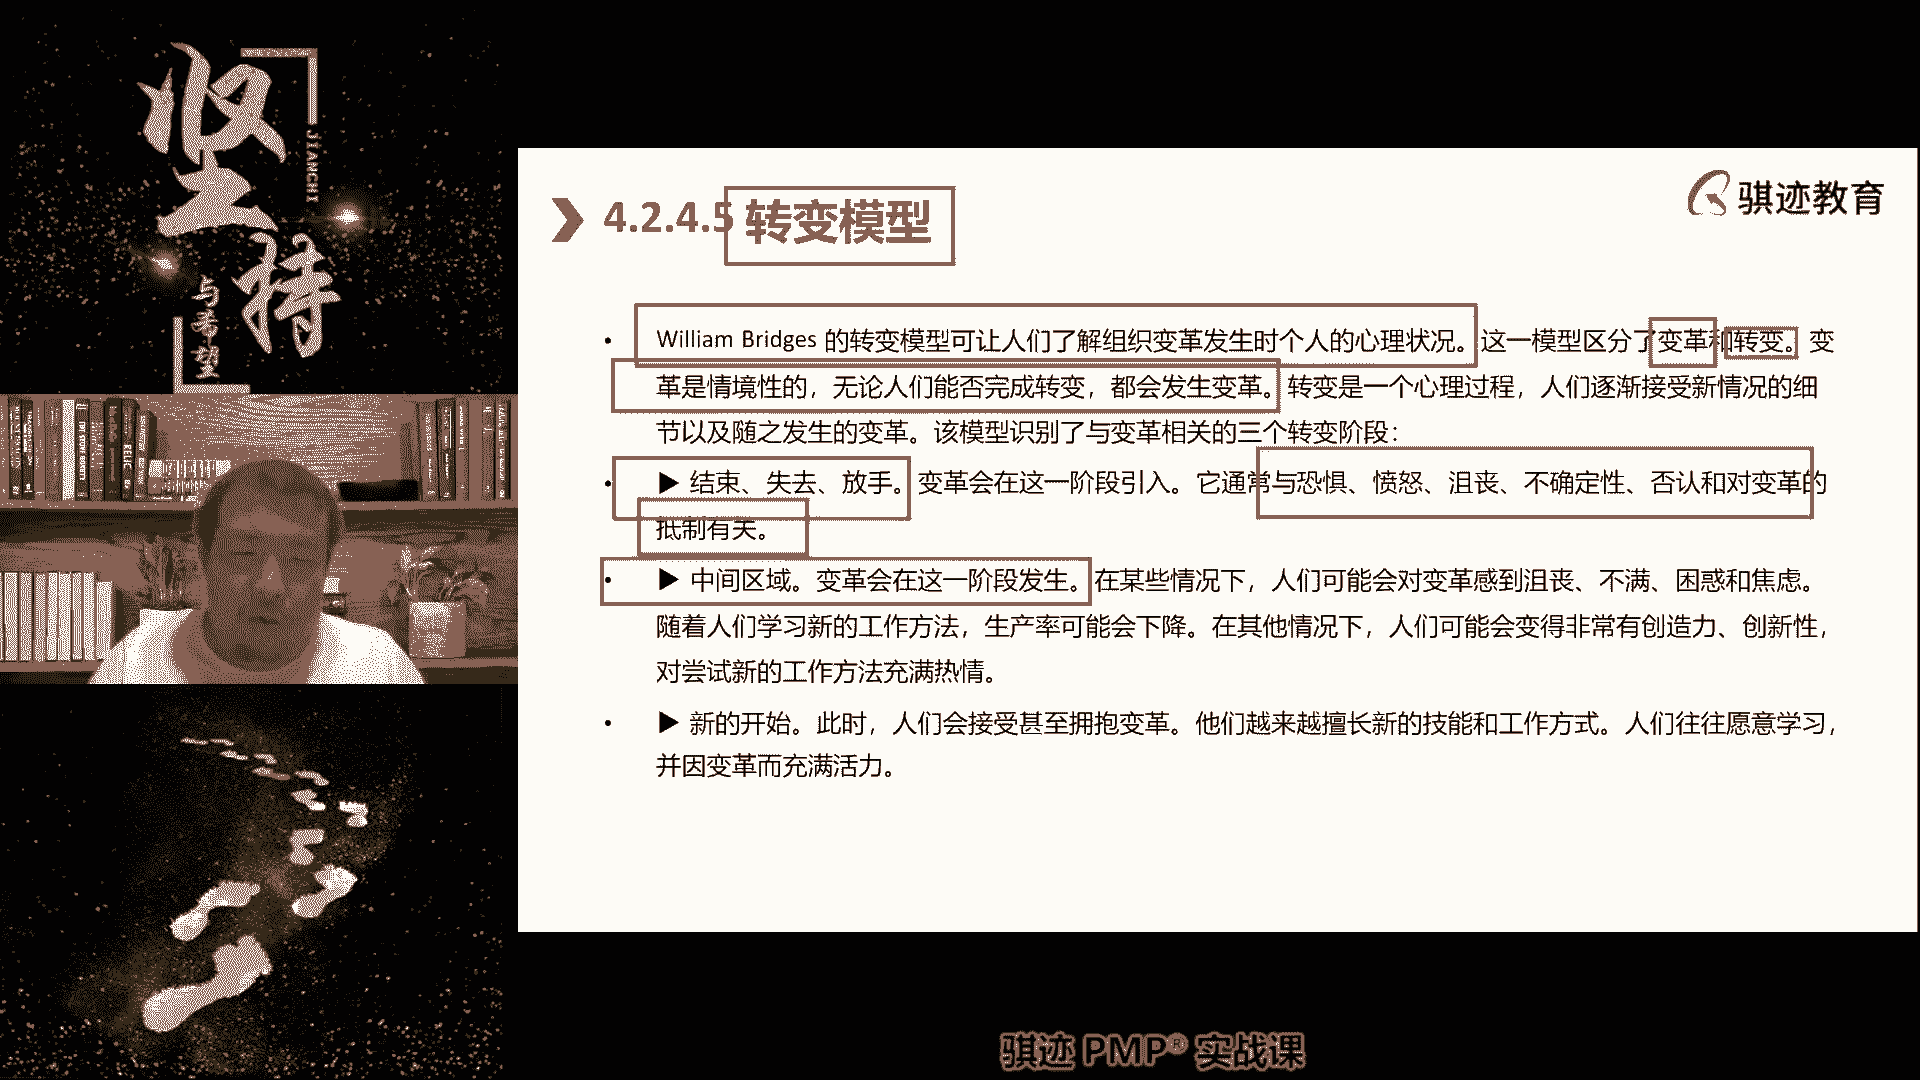 坚
持
JIANCHI
与希望
骐迹教育
4.2.4.5 转变模型
• William Bridges 的转变模型可让人们了解组织变革发生时个人的心理状况。这一模型区分了变革和转变。变
革是情境性的，无论人们能否完成转变，都会发生变革。转变是一个心理过程，人们逐渐接受新情况的细
节以及随之发生的变革。该模型识别了与变革相关的三个转变阶段：
• ▶ 结束、失去、放手。变革会在这一阶段引入。它通常与恐惧、愤怒、沮丧、不确定性、否认和对变革的
抵制有关。
• ▶ 中间区域。变革会在这一阶段发生。在某些情况下，人们可能会对变革感到沮丧、不满、困惑和焦虑。
随着人们学习新的工作方法，生产率可能会下降。在其他情况下，人们可能会变得非常有创造力、创新性，
对尝试新的工作方法充满热情。
• ▶ 新的开始。此时，人们会接受甚至拥抱变革。他们越来越擅长新的技能和工作方式。人们往往愿意学习，
并因变革而充满活力。
骐迹 PMP® 实战课